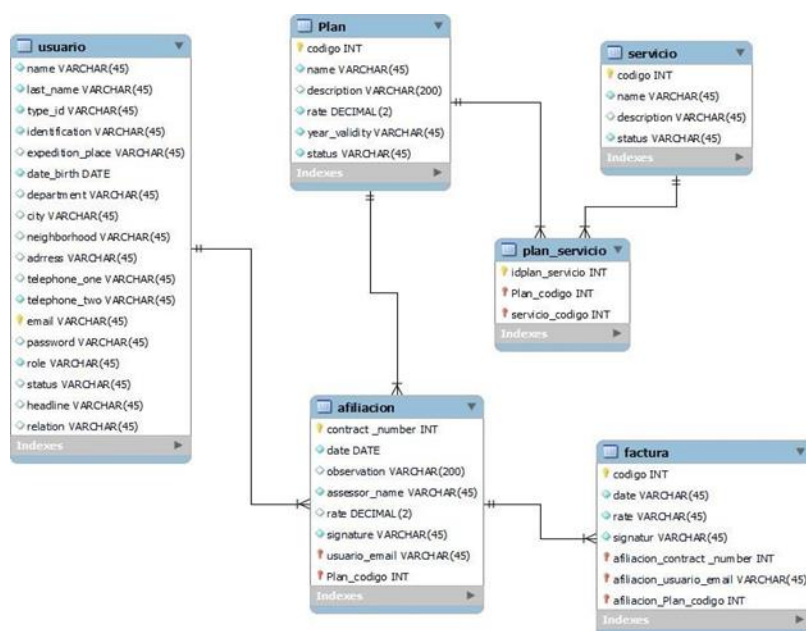 usuario
name VARCHAR(45)
last_name VARCHAR(45)
type_id VARCHAR(45)
identification VARCHAR(45)
expedition_place VARCHAR(45)
date_birth DATE
department VARCHAR(45)
city VARCHAR(45)
neighborhood VARCHAR(45)
adrress VARCHAR(45)
telephone_one VARCHAR(45)
telephone_two VARCHAR(45)
email VARCHAR(45)
password VARCHAR(45)
role VARCHAR(45)
status VARCHAR(45)
headline VARCHAR(45)
relation VARCHAR(45)
Indexes
Plan
codigo INT
name VARCHAR(45)
description VARCHAR(200)
rate DECIMAL(2)
year_validity VARCHAR(45)
status VARCHAR(45)
Indexes
servicio
codigo INT
name VARCHAR(45)
description VARCHAR(45)
status VARCHAR(45)
Indexes
plan_servicio
idplan_servicio INT
Plan_codigo INT
servicio_codigo INT
Indexes
afiliacion
contract _number INT
date DATE
observation VARCHAR(200)
assessor_name VARCHAR(45)
rate DECIMAL(2)
signature VARCHAR(45)
usuario_email VARCHAR(45)
Plan_codigo INT
Indexes
factura
codigo INT
date VARCHAR(45)
rate VARCHAR(45)
signatur VARCHAR(45)
afiliacion_contract _number INT
afiliacion_usuario_email VARCHAR(45)
afiliacion_Plan_codigo INT
Indexes